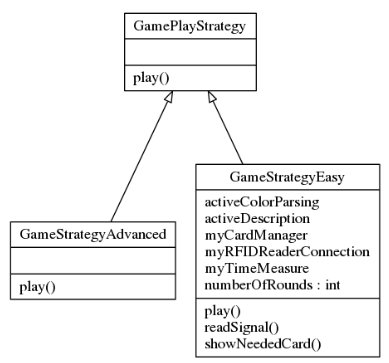 GamePlayStrategy
play()
GameStrategyAdvanced
play()
GameStrategyEasy
activeColorParsing
activeDescription
myCardManager
myRFIDReaderConnection
myTimeMeasure
numberOfRounds : int
play()
readSignal()
showNeededCard()